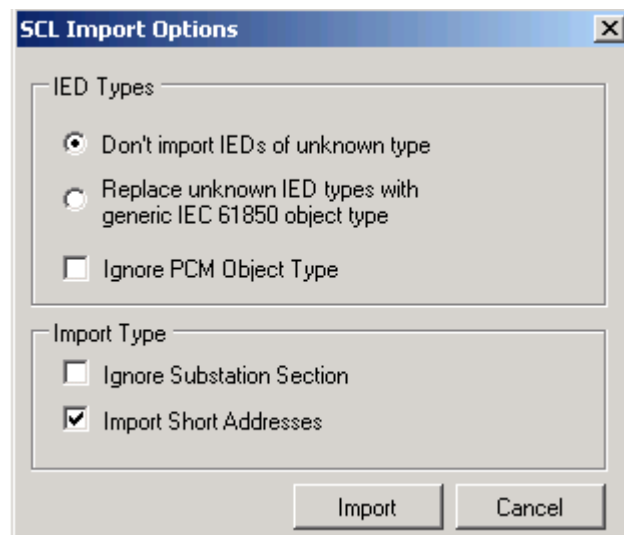 SCL Import Options
IED Types
Don't import IEDs of unknown type
Replace unknown IED types with
generic IEC 61850 object type
Ignore PCM Object Type
Import Type
Ignore Substation Section
Import Short Addresses
Import
Cancel